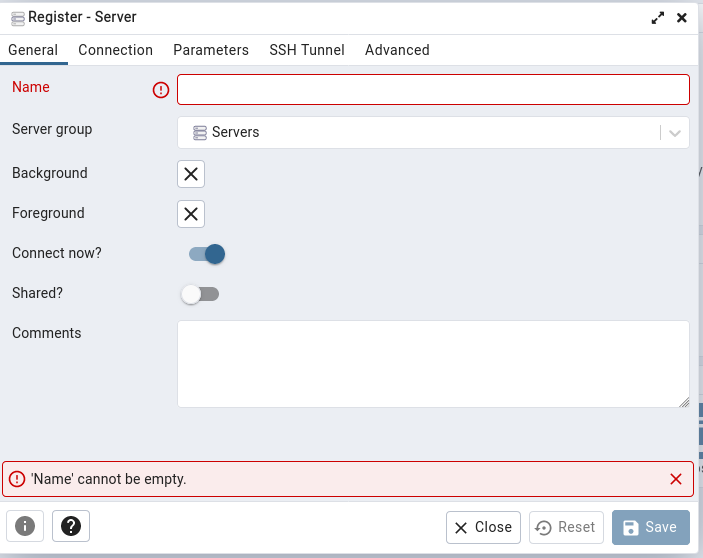 Register - Server
General Connection Parameters SSH Tunnel Advanced
Name
Server group Servers
Background
Foreground
Connect now?
Shared?
Comments
'Name' cannot be empty.
Close Reset Save